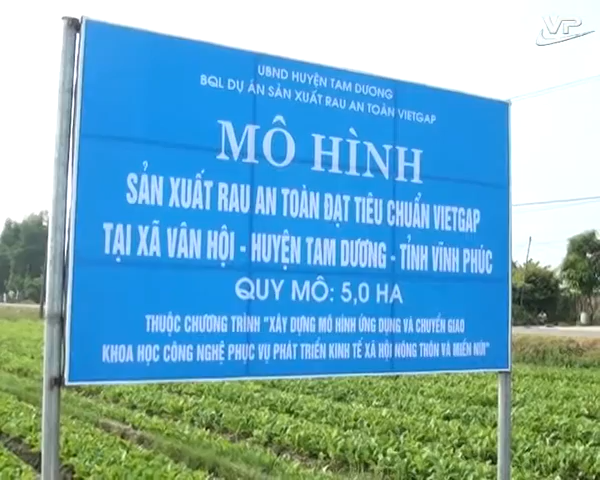 VP
UBND HUYỆN TAM DƯƠNG
BQL DỰ ÁN SẢN XUẤT RAU AN TOÀN VIETGAP
MÔ HÌNH
SẢN XUẤT RAU AN TOÀN ĐẠT TIÊU CHUẨN VIETGAP
TẠI XÃ VÂN HỘI - HUYỆN TAM DƯƠNG - TỈNH VĨNH PHÚC
QUY MÔ: 5,0 HA
THUỘC CHƯƠNG TRÌNH "XÂY DỰNG MÔ HÌNH ỨNG DỤNG VÀ CHUYỂN GIAO
KHOA HỌC CÔNG NGHỆ PHỤC VỤ PHÁT TRIỂN KINH TẾ XÃ HỘI NÔNG THÔN VÀ MIỀN NÚI"